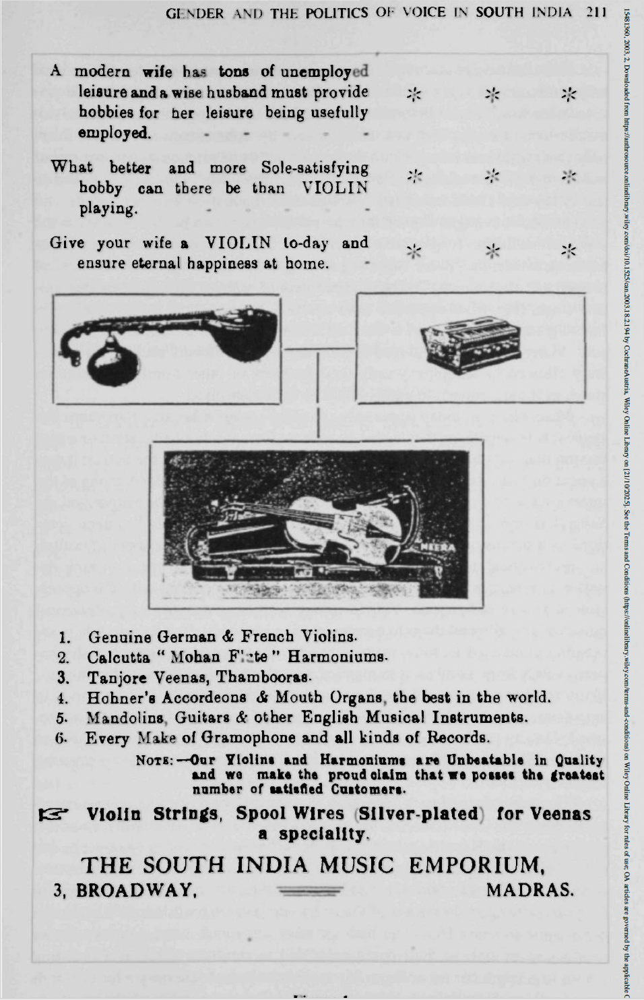 GENDER AND THE POLITICS OF VOICE IN SOUTH INDIA 211
A modern wife has tons of unemployed
leisure and a wise husband must provide
hobbies for her leisure being usefully
employed. - - - - -
What better and more Sole-satisfying
hobby can there be than VIOLIN
playing. - - - - -
Give your wife a VIOLIN to-day and
ensure eternal happiness at home. -
MEERA
1. Genuine German & French Violins.
2. Calcutta "Mohan Flute" Harmoniums.
3. Tanjore Veenas, Thambooras.
4. Hohner's Accordeons & Mouth Organs, the best in the world.
5. Mandolins, Guitars & other English Musical Instruments.
6. Every Make of Gramophone and all kinds of Records.
NOTE:—Our Violins and Harmoniums are Unbeatable in Quality
and we make the proud claim that we posses the greatest
number of satisfied Customers.
☞ Violin Strings, Spool Wires (Silver-plated) for Veenas
a speciality.
THE SOUTH INDIA MUSIC EMPORIUM,
3, BROADWAY, MADRAS.
15481360, 2003, 2, Downloaded from https://anthrosource.onlinelibrary.wiley.com/doi/10.1525/can.2003.18.2.194 by Cochrane Austria, Wiley Online Library on [21/10/2025]. See the Terms and Conditions (https://onlinelibrary.wiley.com/terms-and-conditions) on Wiley Online Library for rules of use; OA articles are governed by the applicable C